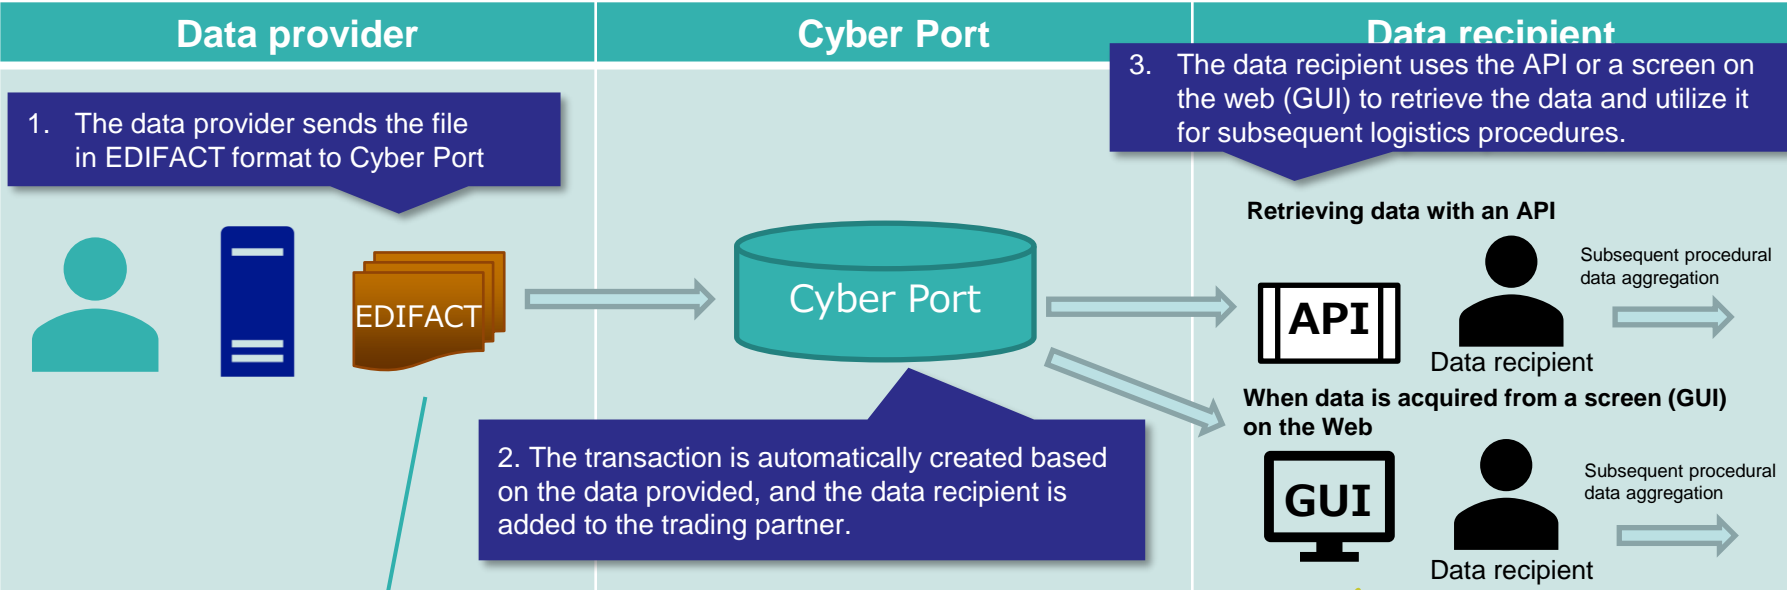 Data provider
Cyber Port
Data recipient
1. The data provider sends the file
in EDIFACT format to Cyber Port
3. The data recipient uses the API or a screen on
the web (GUI) to retrieve the data and utilize it
for subsequent logistics procedures.
EDIFACT
Cyber Port
2. The transaction is automatically created based
on the data provided, and the data recipient is
added to the trading partner.
Retrieving data with an API
API
Data recipient
Subsequent procedural
data aggregation
When data is acquired from a screen (GUI)
on the Web
GUI
Data recipient
Subsequent procedural
data aggregation